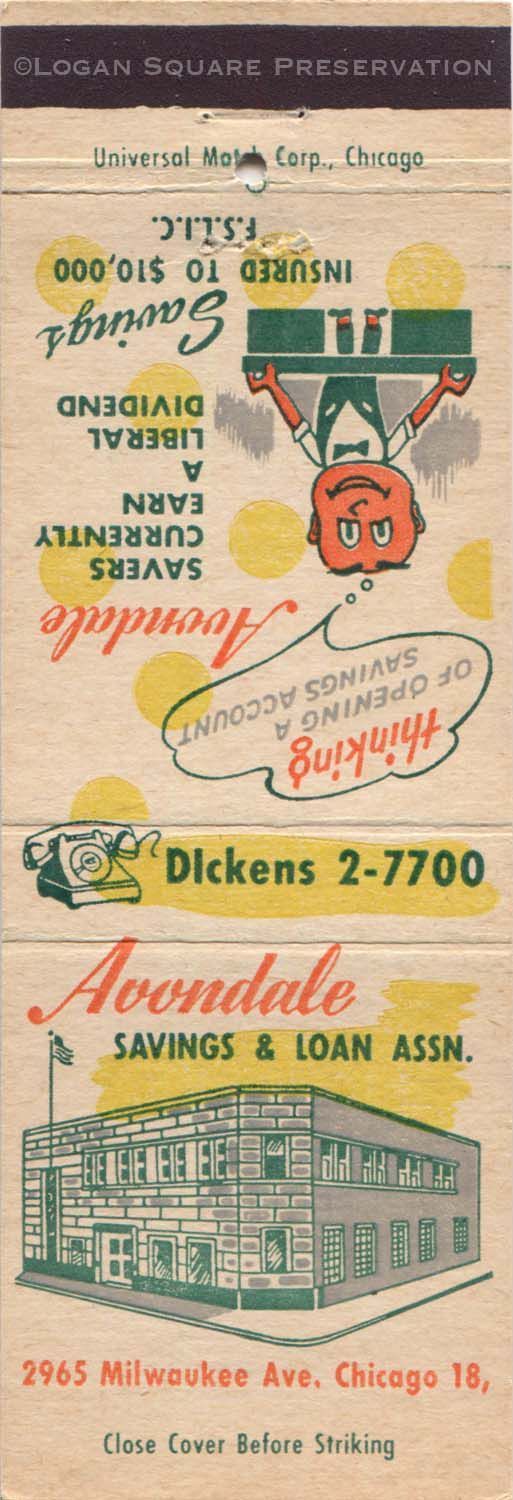 ©Logan Square Preservation
Universal Match Corp., Chicago
thinking
OF OPENING A
SAVINGS ACCOUNT
Avondale
SAVERS
CURRENTLY
EARN
A
LIBERAL
DIVIDEND
Savings
INSURED TO $10,000
F.S.L.I.C.
DIckens 2-7700
Avondale
SAVINGS & LOAN ASSN.
2965 Milwaukee Ave. Chicago 18,
Close Cover Before Striking